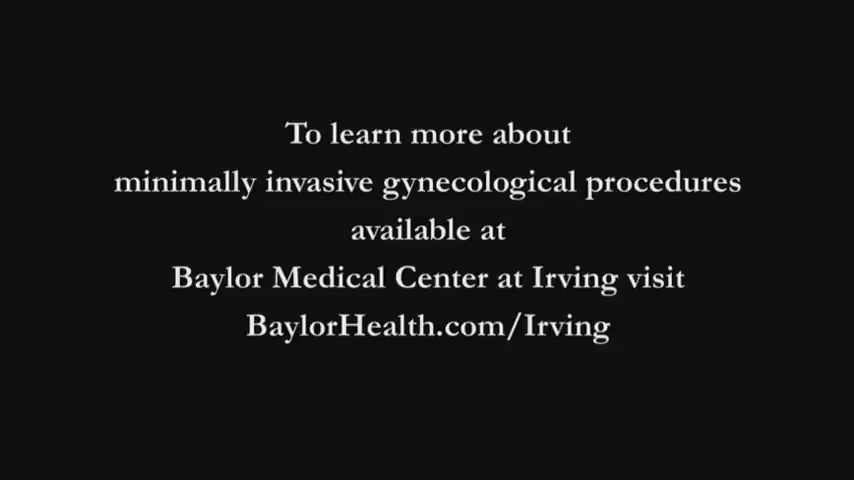 To learn more about
minimally invasive gynecological procedures
available at
Baylor Medical Center at Irving visit
BaylorHealth.com/Irving